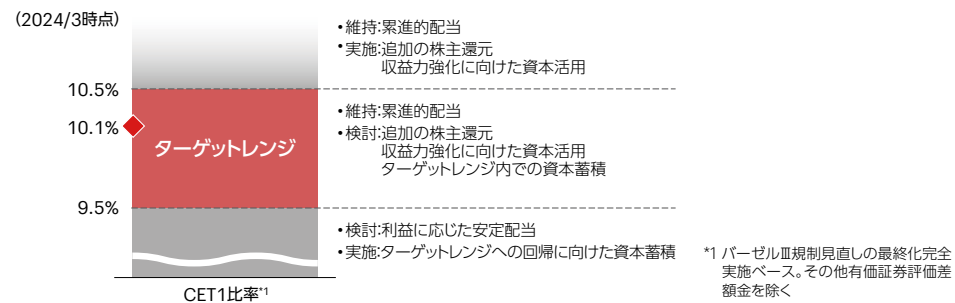 (2024/3時点)
•維持:累進的配当
•実施:追加の株主還元
収益力強化に向けた資本活用
10.5%
•維持:累進的配当
10.1%
•検討:追加の株主還元
ターゲットレンジ
収益力強化に向けた資本活用
ターゲットレンジ内での資本蓄積
9.5%
•検討:利益に応じた安定配当
•実施:ターゲットレンジへの回帰に向けた資本蓄積
CET1比率*1
*1 バーゼルⅢ規制見直しの最終化完全
実施ベース。その他有価証券評価差
額金を除く